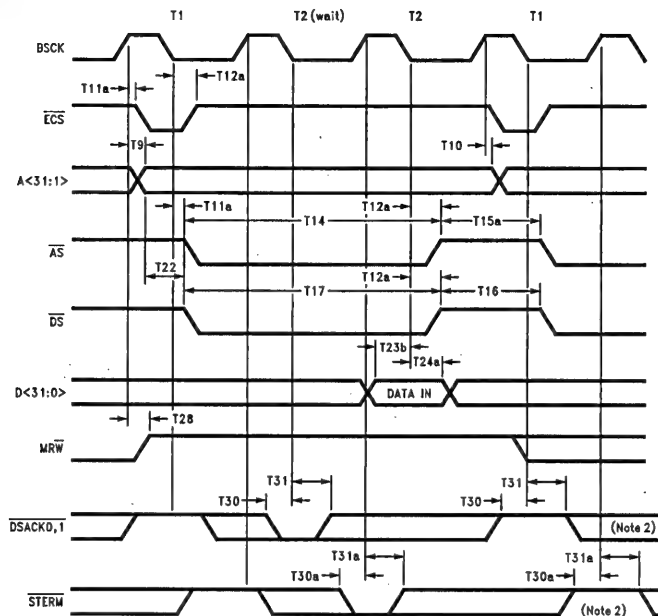 T1 T2 (wait) T2 T1
BSCK
T11a T12a
ECS
T9 T10
A<31:1>
T11a T14 T12a T15a
AS
T22 T12a
T17 T16
DS
T23b
T24a
D<31:0> DATA IN
T28
MRW
T31 T31
T30 T30
DSACK0,1 (Note 2)
T31a T31a
T30a T30a
STERM (Note 2)